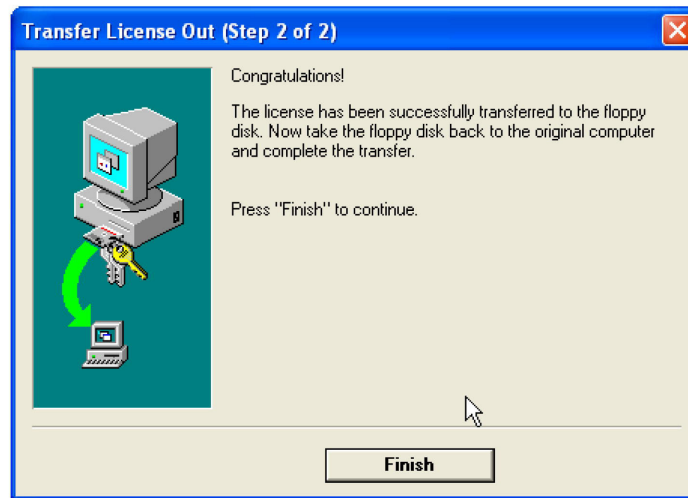 Transfer License Out (Step 2 of 2)
Congratulations!
The license has been successfully transferred to the floppy
disk. Now take the floppy disk back to the original computer
and complete the transfer.
Press "Finish" to continue.
Finish